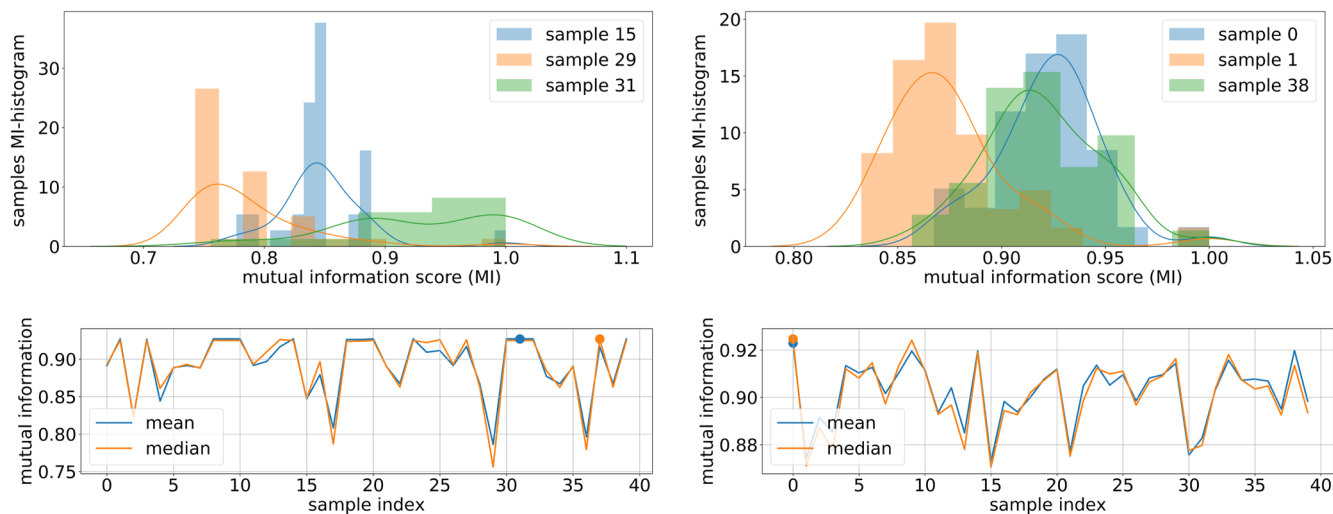 samples MI-histogram
30
20
10
0
sample 15
sample 29
sample 31
0.7 0.8 0.9 1.0 1.1
mutual information score (MI)
samples MI-histogram
20
15
10
5
0
sample 0
sample 1
sample 38
0.80 0.85 0.90 0.95 1.00 1.05
mutual information score (MI)
mutual information
0.90
0.85
0.80
0.75
mean
median
0 5 10 15 20 25 30 35 40
sample index
mutual information
0.92
0.90
0.88
mean
median
0 5 10 15 20 25 30 35 40
sample index